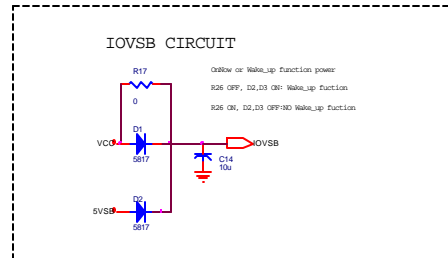 IOVSB CIRCUIT
R17
0
OnNow or Wake_up function power
R26 OFF, D2,D3 ON: Wake_up fuction
R26 ON, D2,D3 OFF:NO Wake_up fuction
D1
VCC
5817
IOVSB
C14
10u
D2
5VSB
5817